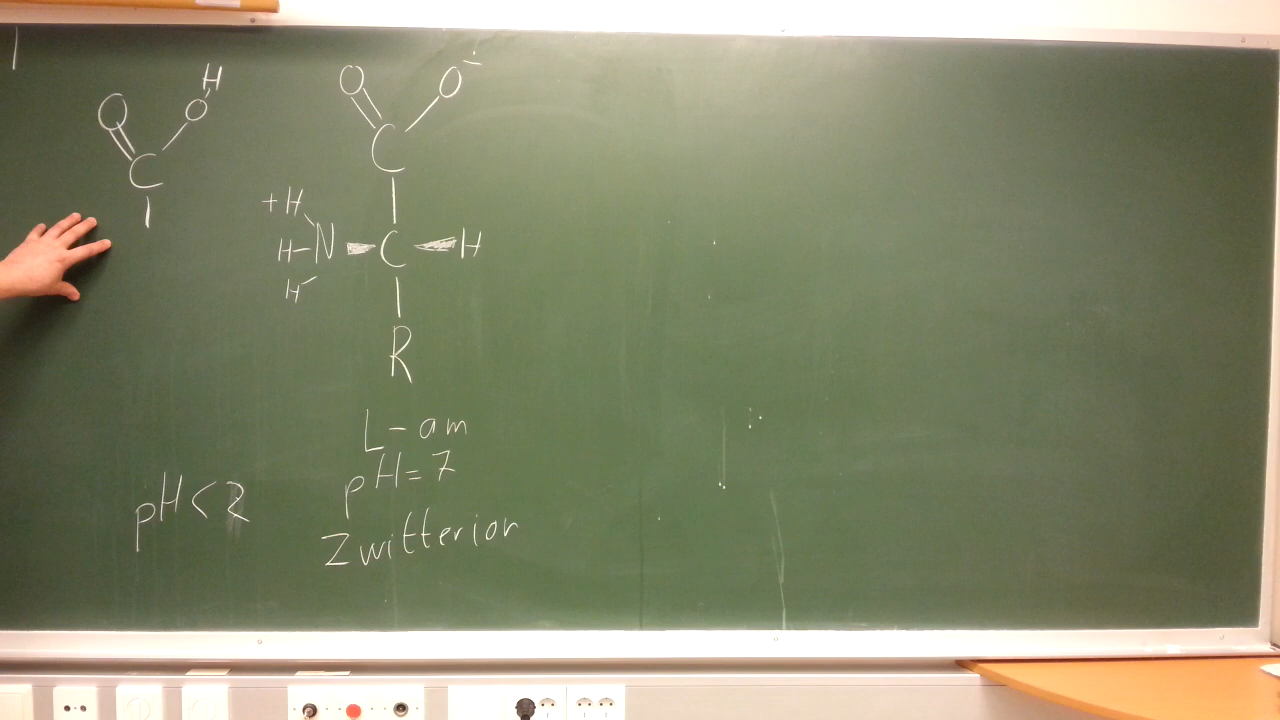 H
O O
C
O O -
C
+ H
H - N C H
H
R
L - am
pH = 7
Zwitterion
pH < 2